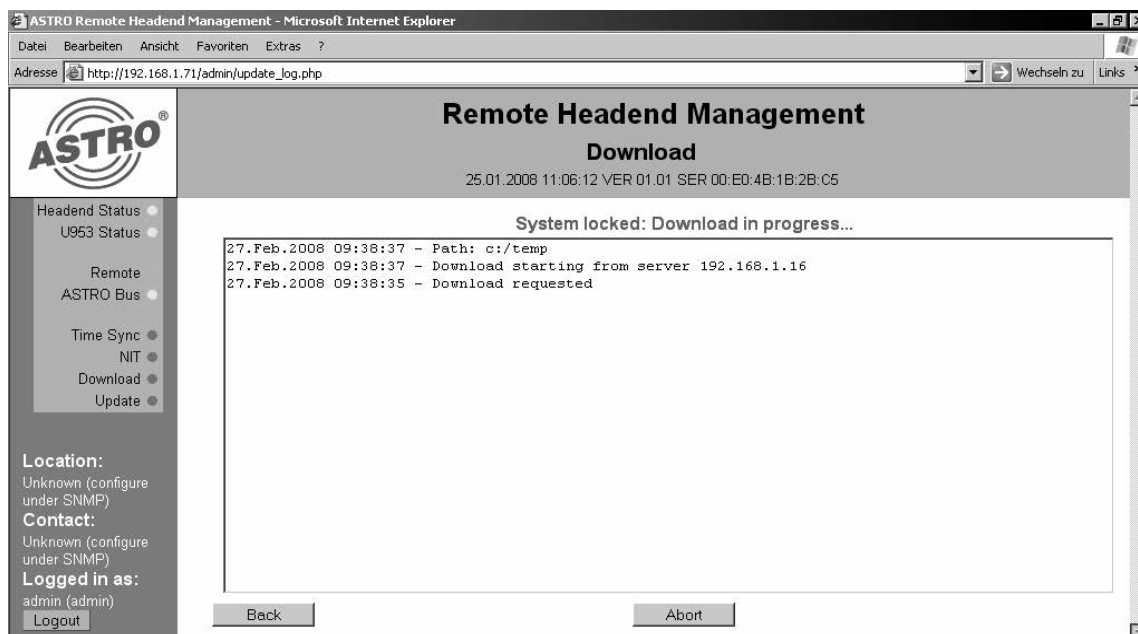 ASTRO Remote Headend Management - Microsoft Internet Explorer
Datei Bearbeiten Ansicht Favoriten Extras ?
Adresse http://192.168.1.71/admin/update_log.php Wechseln zu Links
ASTRO ®
Remote Headend Management
Download
25.01.2008 11:06:12 VER 01.01 SER 00:E0:4B:1B:2B:C5
Headend Status
U953 Status
Remote
ASTRO Bus
Time Sync
NIT
Download
Update
Location:
Unknown (configure
under SNMP)
Contact:
Unknown (configure
under SNMP)
Logged in as:
admin (admin)
Logout
System locked: Download in progress...
27.Feb.2008 09:38:37 - Path: c:/temp
27.Feb.2008 09:38:37 - Download starting from server 192.168.1.16
27.Feb.2008 09:38:35 - Download requested
Back Abort